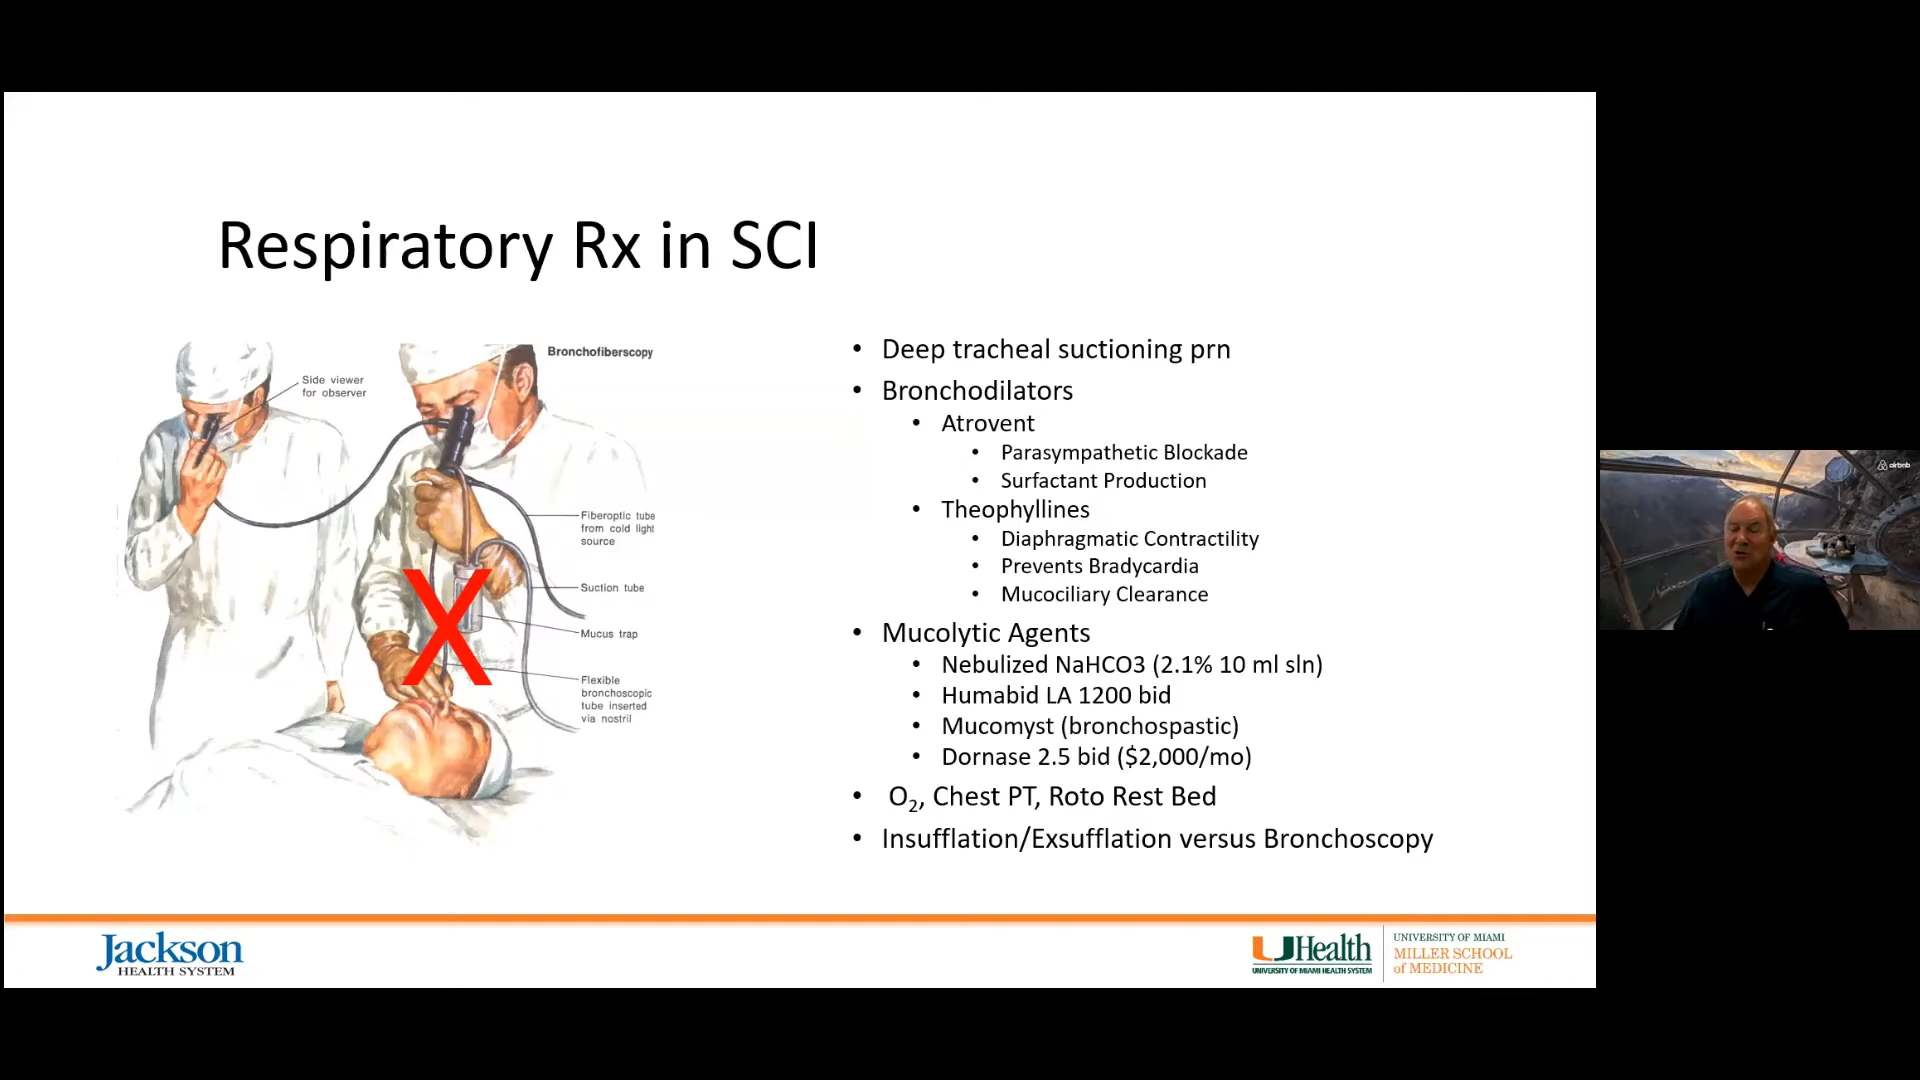 Respiratory Rx in SCI
Bronchofiberscopy
Side viewer
for observer
Fiberoptic tube
from cold light
source
Suction tube
Mucus trap
Flexible
bronchoscopic
tube inserted
via nostril
X
• Deep tracheal suctioning prn
• Bronchodilators
• Atrovent
• Parasympathetic Blockade
• Surfactant Production
• Theophyllines
• Diaphragmatic Contractility
• Prevents Bradycardia
• Mucociliary Clearance
• Mucolytic Agents
• Nebulized NaHCO3 (2.1% 10 ml sln)
• Humabid LA 1200 bid
• Mucomyst (bronchospastic)
• Dornase 2.5 bid ($2,000/mo)
• O₂, Chest PT, Roto Rest Bed
• Insufflation/Exsufflation versus Bronchoscopy
airbnb
Jackson
HEALTH SYSTEM
UHealth
UNIVERSITY OF MIAMI HEALTH SYSTEM
UNIVERSITY OF MIAMI
MILLER SCHOOL
of MEDICINE